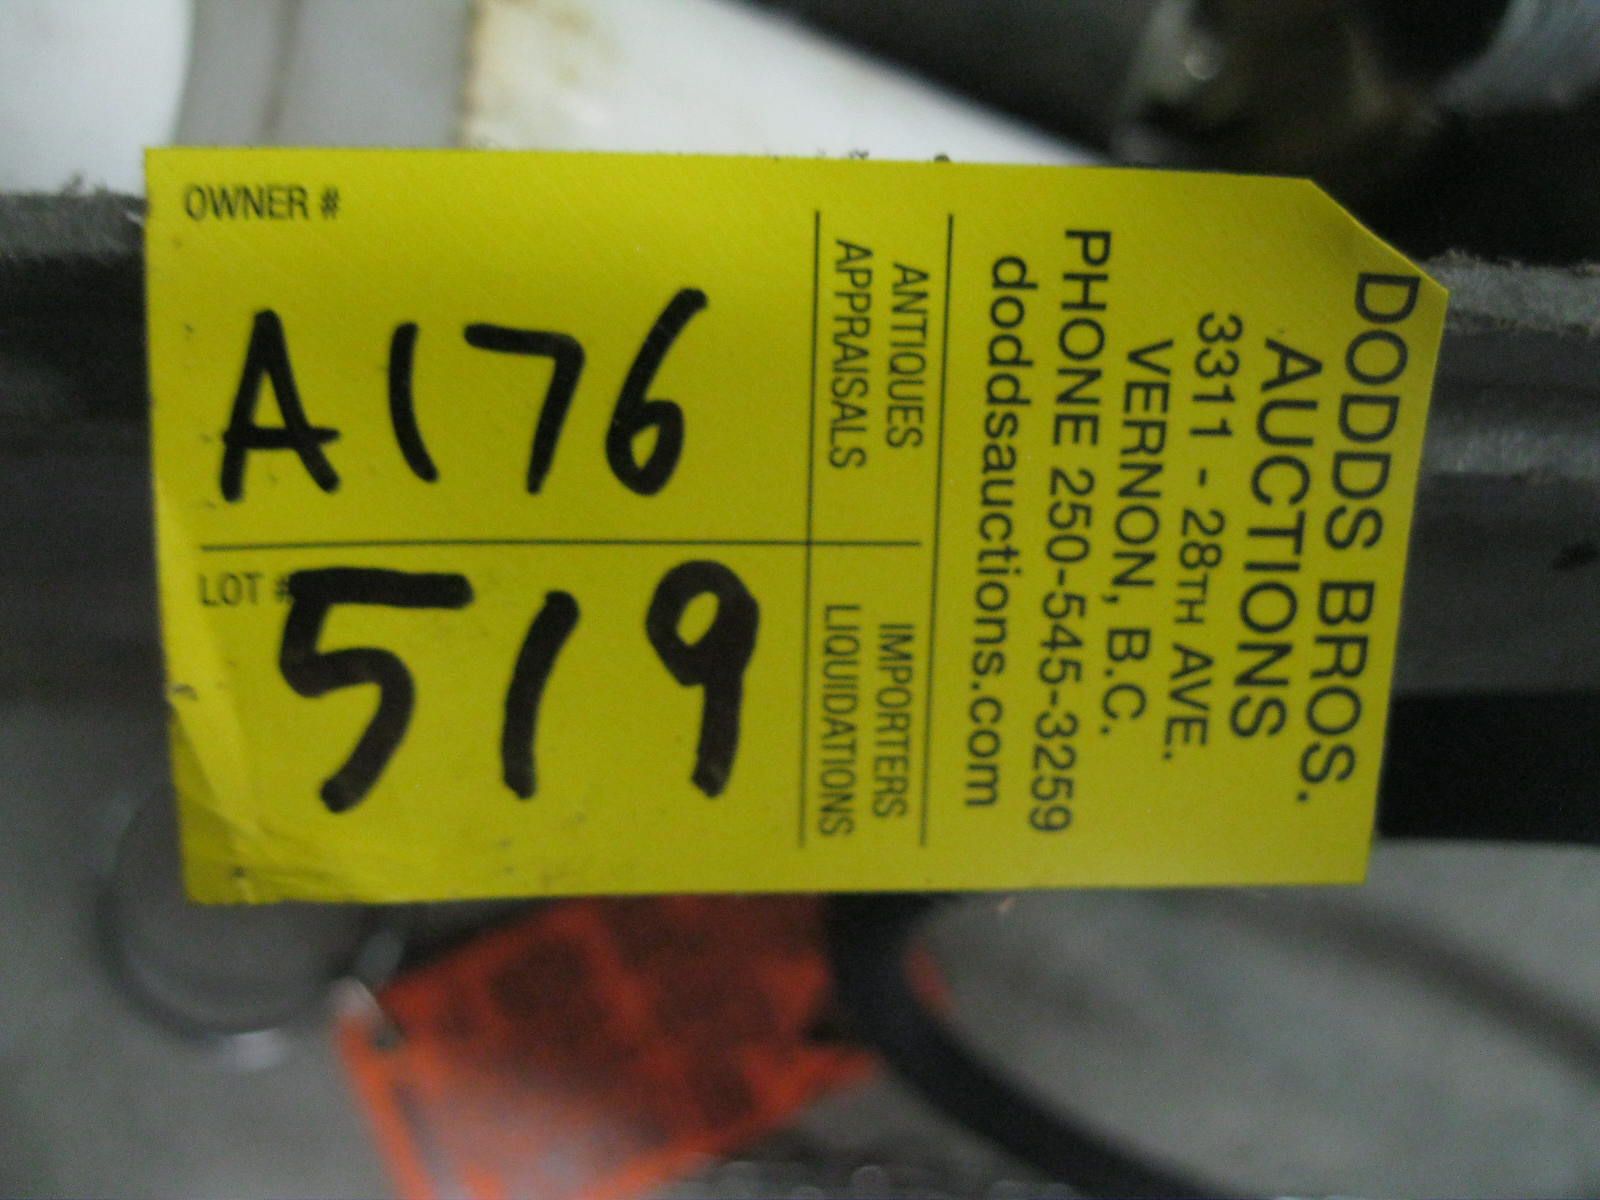 DODDS BROS.
AUCTIONS
3311 - 28TH AVE.
VERNON, B.C.
PHONE 250-545-3259
doddsauctions.com
ANTIQUES
APPRAISALS
IMPORTERS
LIQUIDATIONS
OWNER #
A176
LOT #
519